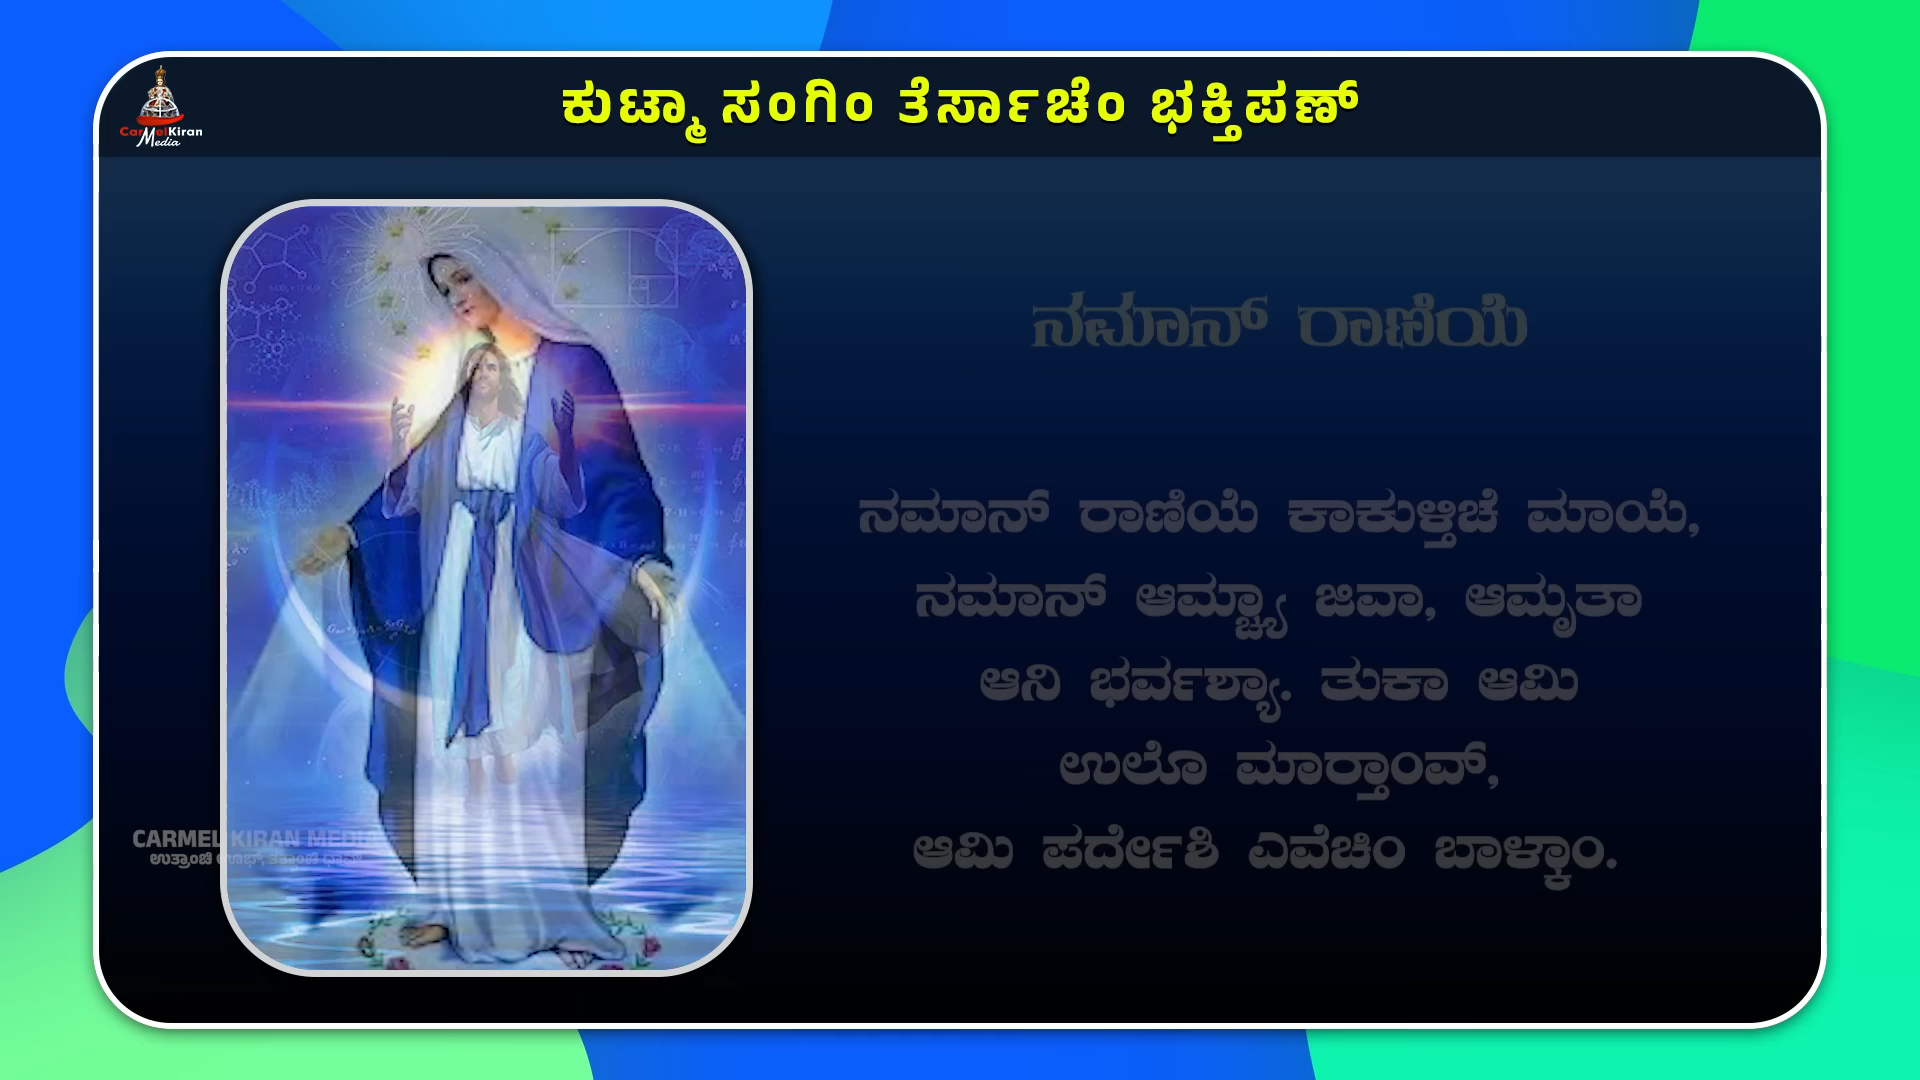 ಕುಟ್ಮಾ ಸಂಗಿಂ ತೆರ್ಸಾಚೆಂ ಭಕ್ತಿಪಣ್
CarmelKiran
Media
ನಮಾನ್ ರಾಣಿಯೆ
ನಮಾನ್ ರಾಣಿಯೆ ಕಾಕುಳ್ತಿಚೆ ಮಾಯೆ,
ನಮಾನ್ ಆಮ್ಚ್ಯಾ ಜಿವಾ, ಆಮೃತಾ
ಆನಿ ಭರ್ವಶ್ಯಾ. ತುಕಾ ಆಮಿ
ಉಲೊ ಮಾರ‍್ತಾಂವ್,
ಆಮಿ ಪರ್ದೇಶಿ ಎವೆಚಿಂ ಬಾಳ್ಕಾಂ.
CARMEL KIRAN MEDIA